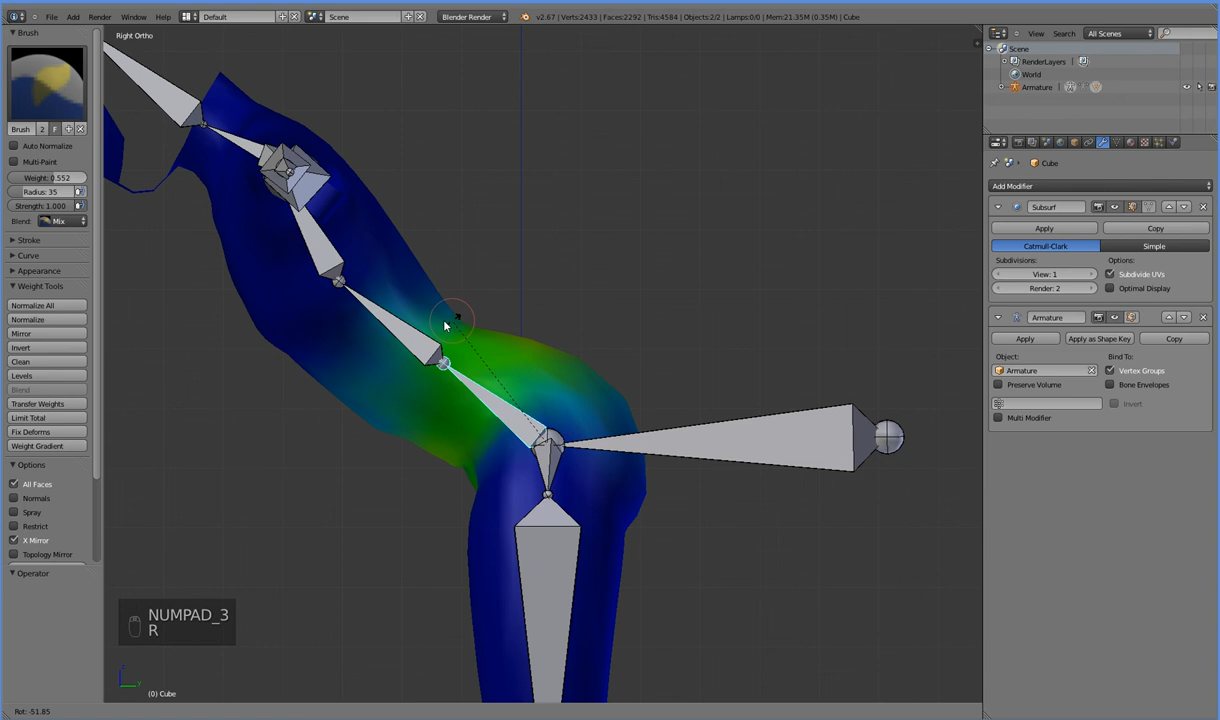 File Add Render Window Help Default Scene Blender Render v2.67 | Verts:2433 | Faces:2292 | Tris:4584 | Objects:2/2 | Lamps:0/0 | Mem:21.35M (0.35M) | Cube
Brush
Brush 2 F
Auto Normalize
Multi-Paint
Weight: 0.552
Radius: 35
Strength: 1.000
Blend: Mix
Stroke
Curve
Appearance
Weight Tools
Normalize All
Normalize
Mirror
Invert
Clean
Levels
Blend
Transfer Weights
Limit Total
Fix Deforms
Weight Gradient
Options
All Faces
Normals
Spray
Restrict
X Mirror
Topology Mirror
Operator
Right Ortho
NUMPAD_3
R
(0) Cube
Rot: -51.85
View Search All Scenes
Scene
RenderLayers |
World
Armature |
Cube
Add Modifier
Subsurf
Apply Copy
Catmull-Clark Simple
Subdivisions: Options:
View: 1 Subdivide UVs
Render: 2 Optimal Display
Armature
Apply Apply as Shape Key Copy
Object: Bind To:
Armature Vertex Groups
Preserve Volume Bone Envelopes
Invert
Multi Modifier